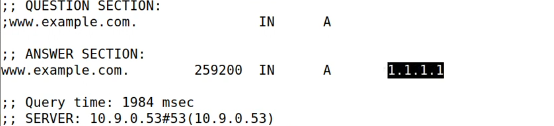 ;; QUESTION SECTION:
;www.example.com. IN A
;; ANSWER SECTION:
www.example.com. 259200 IN A 1.1.1.1
;; Query time: 1984 msec
;; SERVER: 10.9.0.53#53(10.9.0.53)